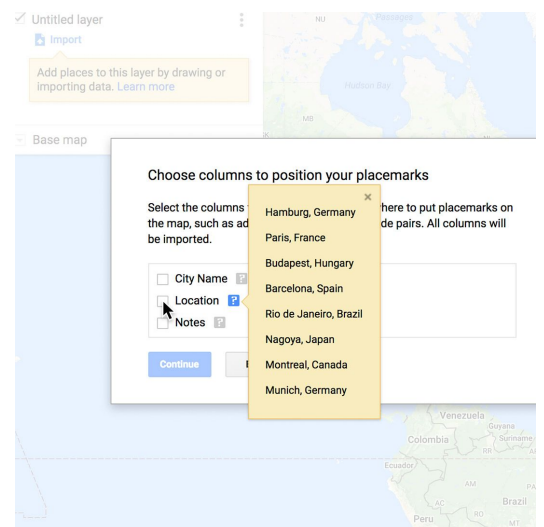 Untitled layer
Import
Add places to this layer by drawing or
importing data. Learn more
Base map
NU
Passages
Hudson Bay
MB
Choose columns to position your placemarks
Select the columns
here to put placemarks on
the map, such as ad
de pairs. All columns will
be imported.
City Name ?
Location ?
Notes ?
Continue
×
Hamburg, Germany
Paris, France
Budapest, Hungary
Barcelona, Spain
Rio de Janeiro, Brazil
Nagoya, Japan
Montreal, Canada
Munich, Germany
Venezuela
Guyana
Colombia
Suriname
RR
Ecuador
AM
PA
AC
RO
Brazil
Peru
MT